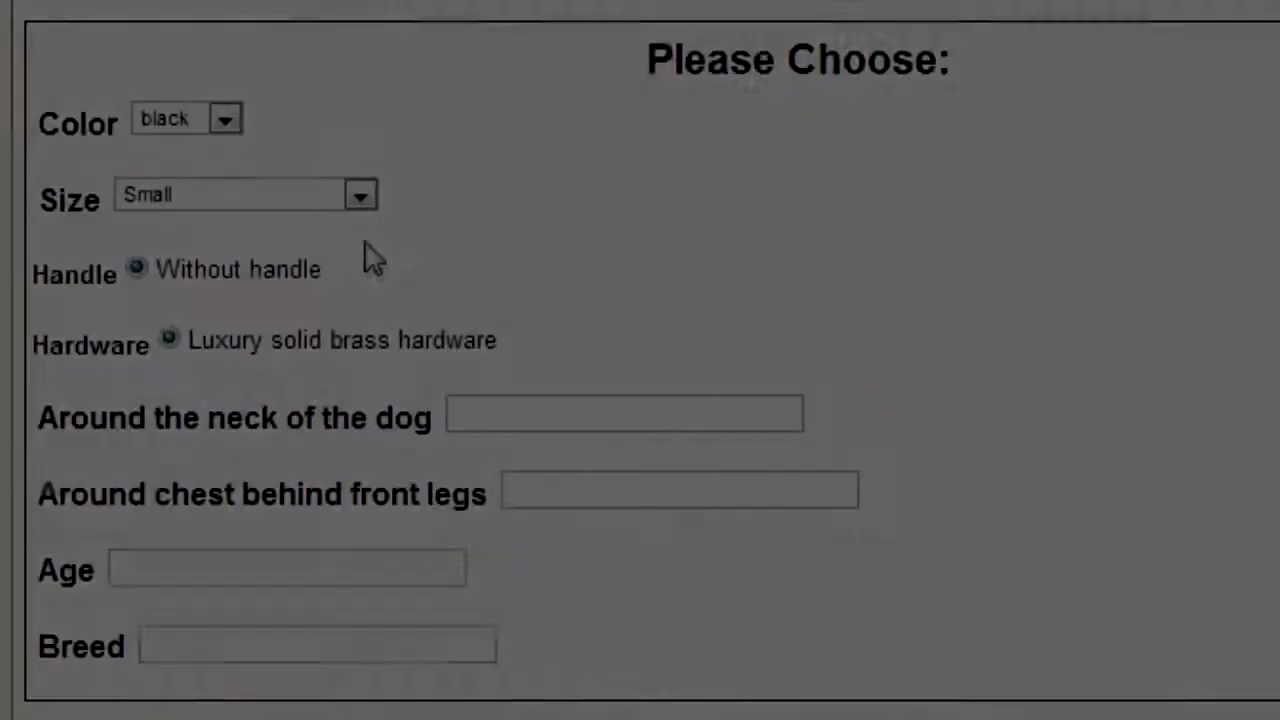 Please Choose:
Color black
Size Small
Handle Without handle
Hardware Luxury solid brass hardware
Around the neck of the dog
Around chest behind front legs
Age
Breed